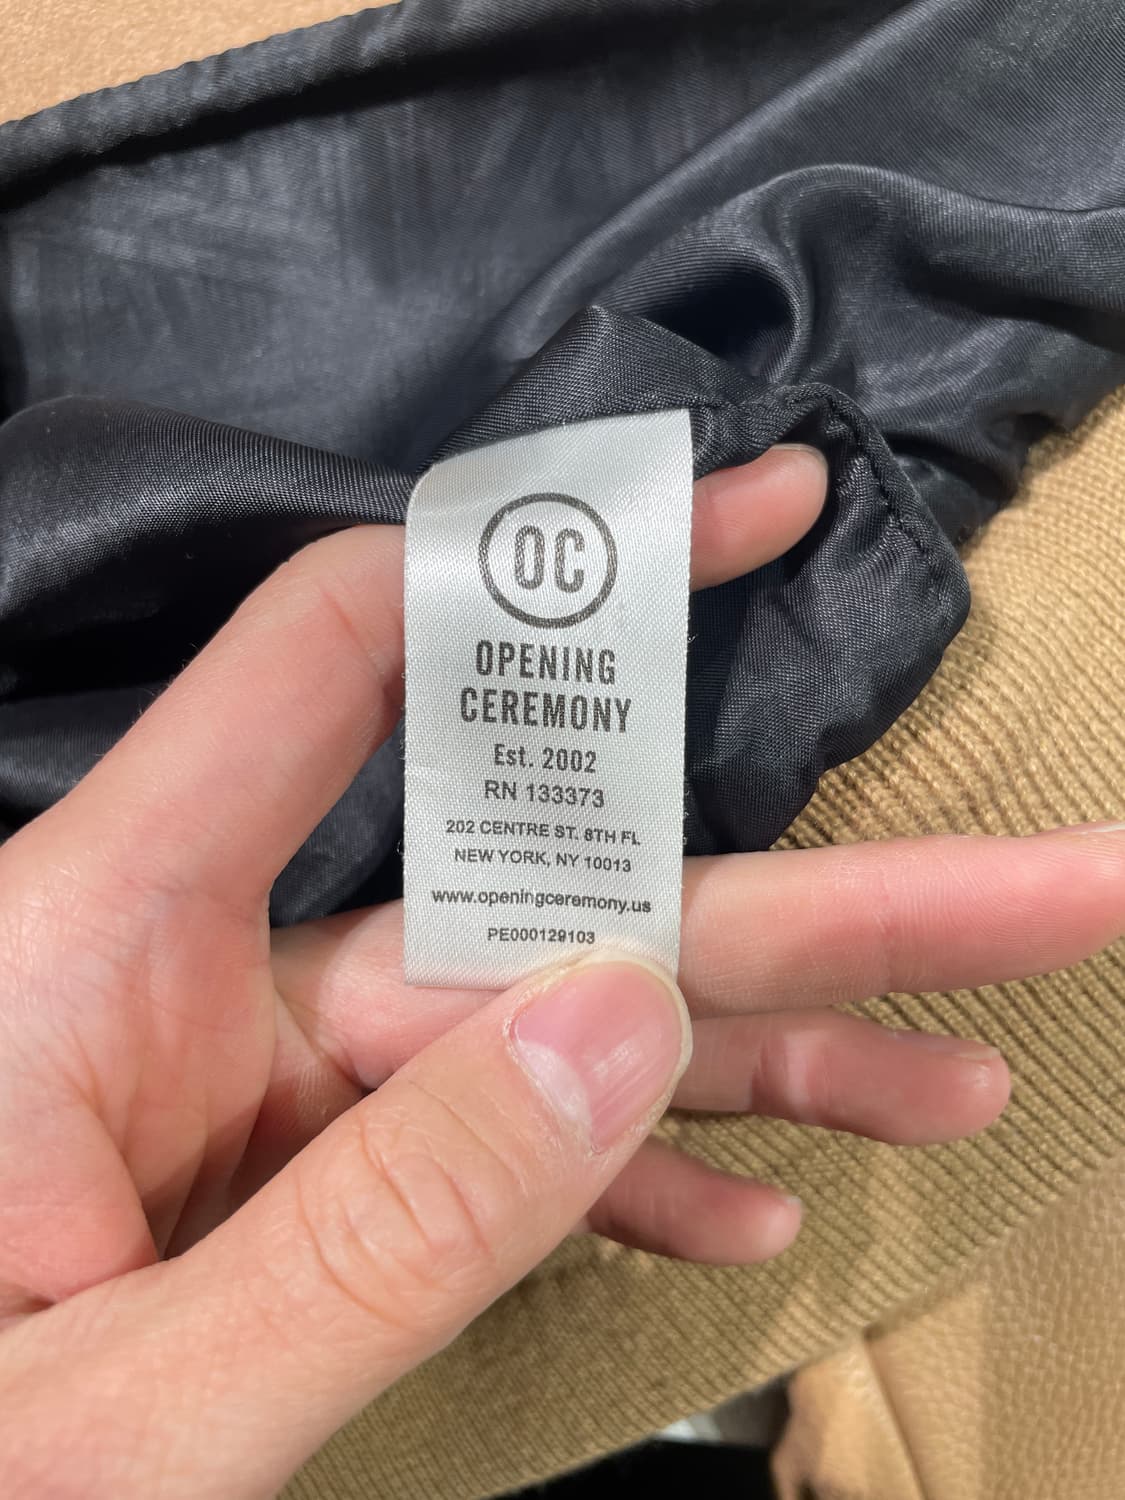 OC
OPENING
CEREMONY
Est. 2002
RN 133373
202 CENTRE ST. 8TH FL
NEW YORK, NY 10013
www.openingceremony.us
PE000129103